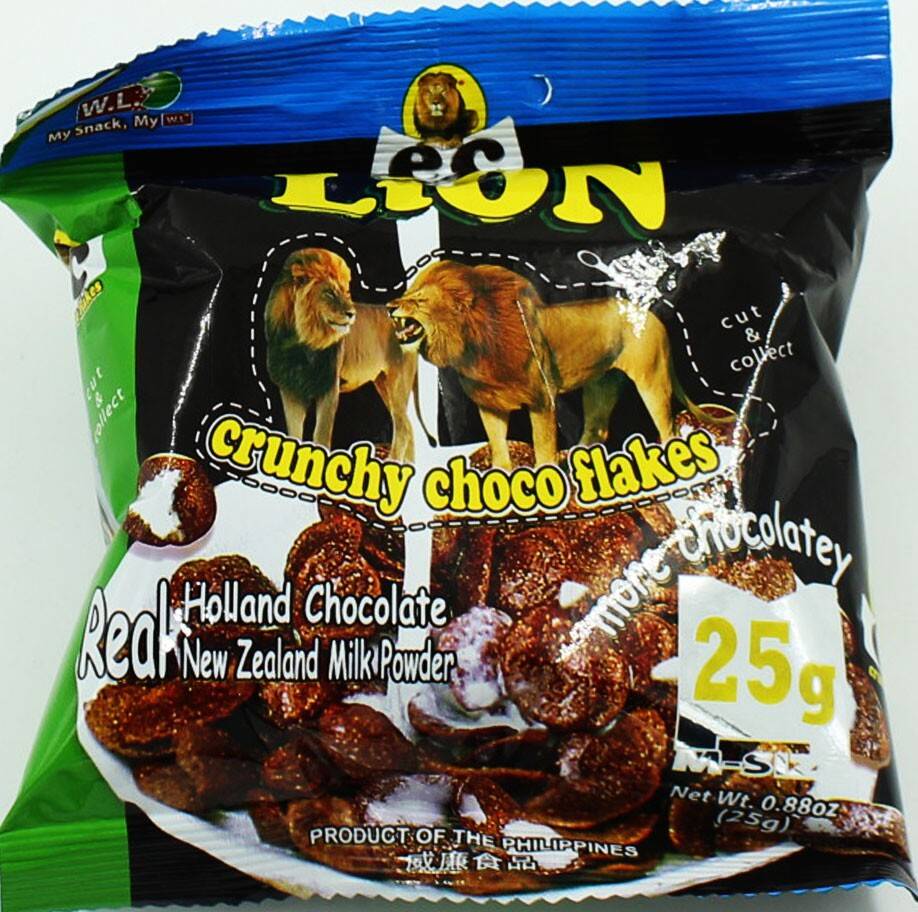 W.L.
My Snack, My W.L.
ec
LiON
cut
&
collect
cut
&
collect
crunchy choco flakes
more chocolatey
Real Holland Chocolate
New Zealand Milk Powder
25g
Net Wt. 0.88oz
(25g)
PRODUCT OF THE PHILIPPINES
威廉食品